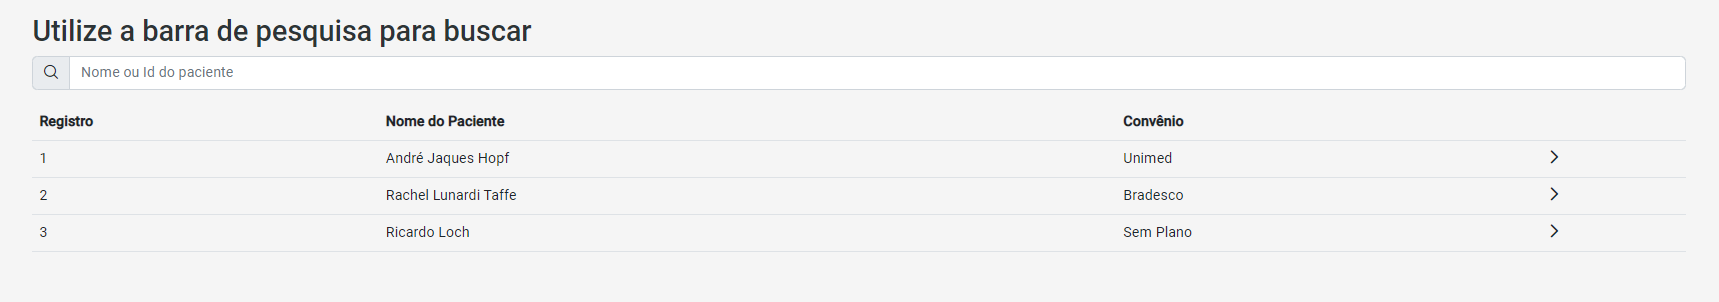 Utilize a barra de pesquisa para buscar
Nome ou Id do paciente
Registro Nome do Paciente Convênio
1 André Jaques Hopf Unimed
2 Rachel Lunardi Taffe Bradesco
3 Ricardo Loch Sem Plano